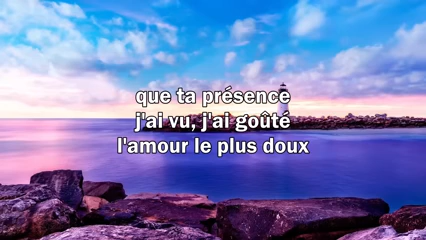 que ta présence
j'ai vu, j'ai goûté
l'amour le plus doux